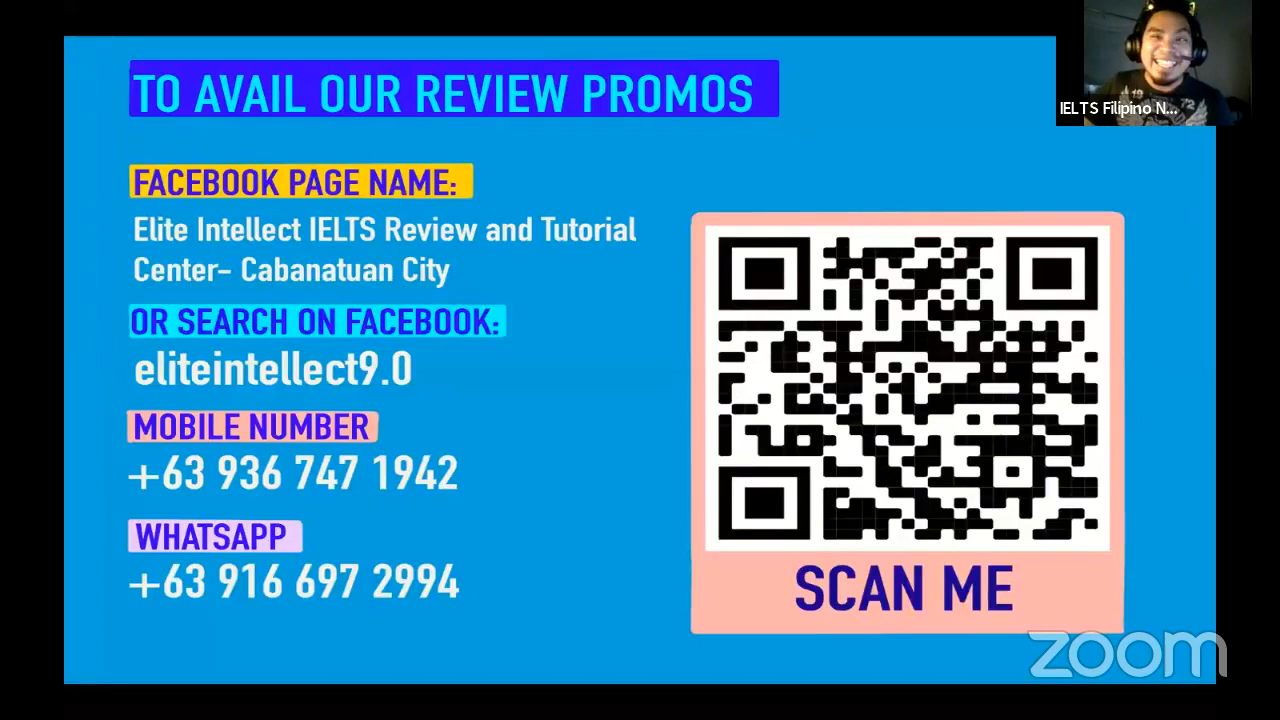 TO AVAIL OUR REVIEW PROMOS
IELTS Filipino N...
FACEBOOK PAGE NAME:
Elite Intellect IELTS Review and Tutorial
Center- Cabanatuan City
OR SEARCH ON FACEBOOK:
eliteintellect9.0
MOBILE NUMBER
+63 936 747 1942
WHATSAPP
+63 916 697 2994
SCAN ME
zoom